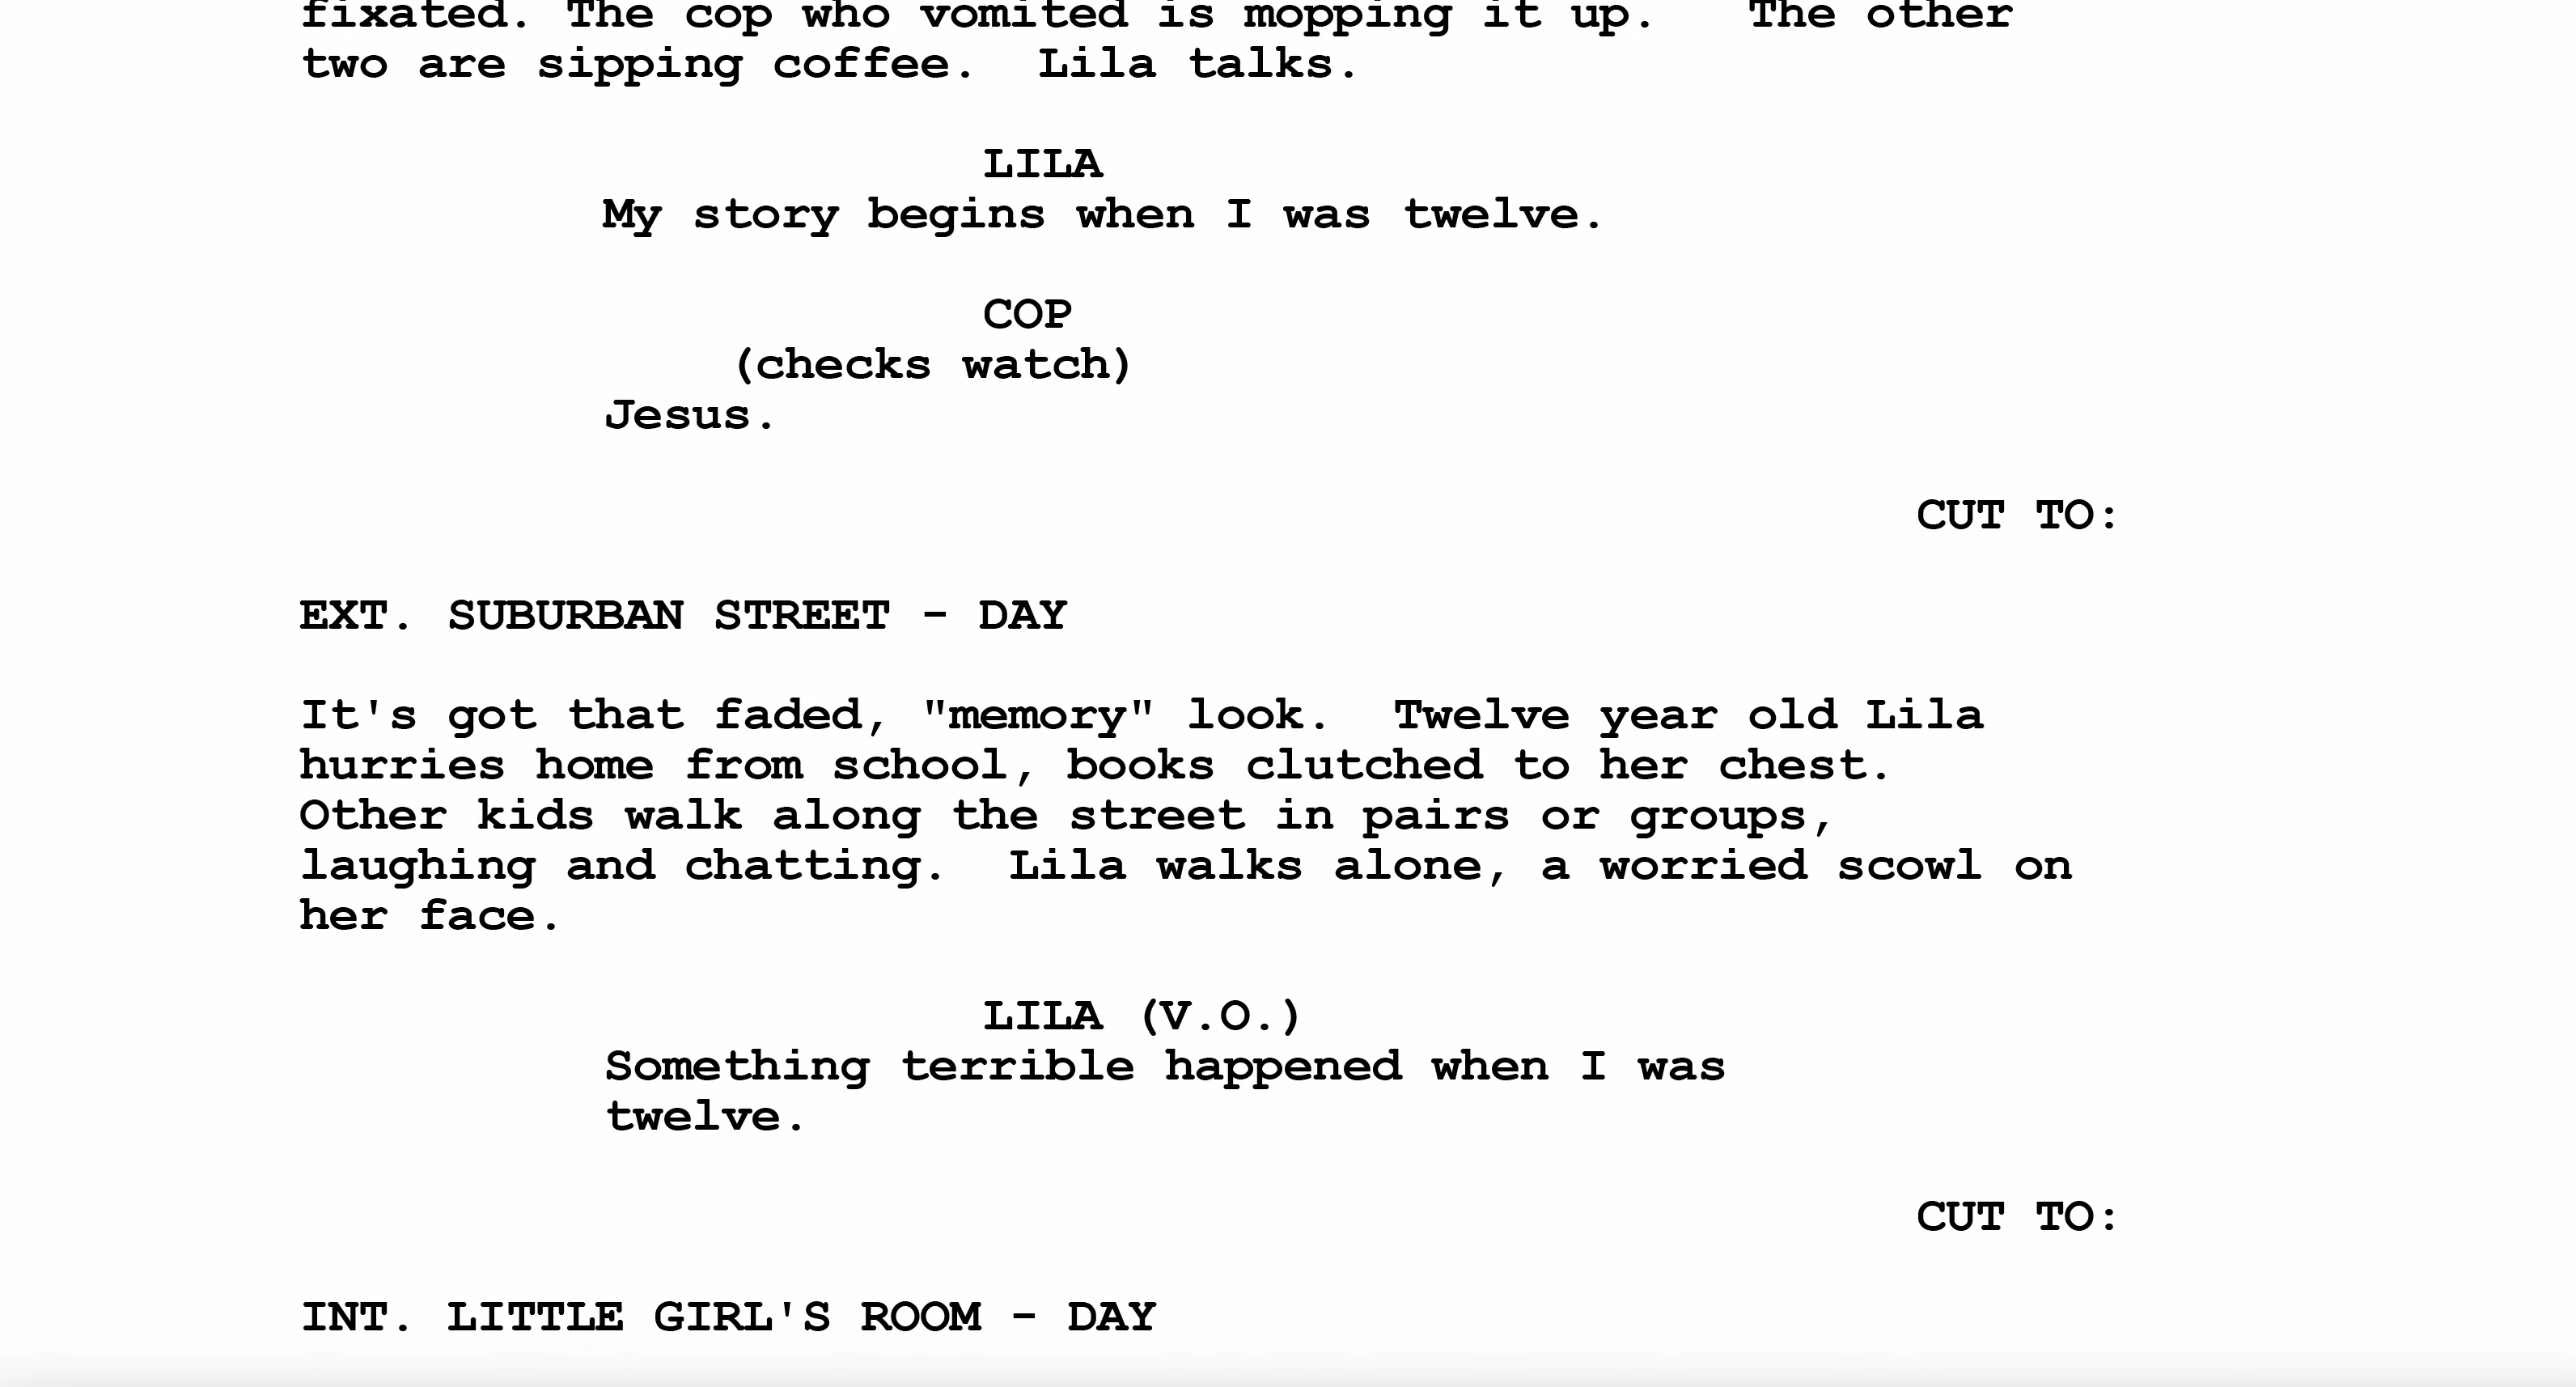 fixated. The cop who vomited is mopping it up.   The other
two are sipping coffee.  Lila talks.
LILA
My story begins when I was twelve.
COP
(checks watch)
Jesus.
CUT TO:
EXT. SUBURBAN STREET - DAY
It's got that faded, "memory" look.  Twelve year old Lila
hurries home from school, books clutched to her chest.
Other kids walk along the street in pairs or groups,
laughing and chatting.  Lila walks alone, a worried scowl on
her face.
LILA (V.O.)
Something terrible happened when I was
twelve.
CUT TO:
INT. LITTLE GIRL'S ROOM - DAY